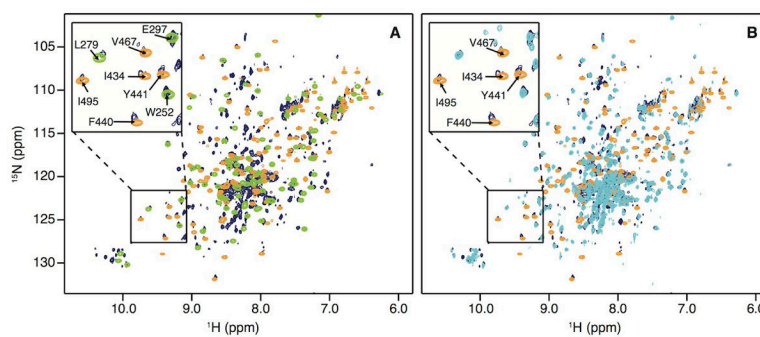 A
E297
V467
L279
I434
Y441
I495
W252
F440
105
110
115
120
125
130
¹⁵N (ppm)
10.0 9.0 8.0 7.0 6.0
¹H (ppm)
B
V467
I434
Y441
I495
F440
10.0 9.0 8.0 7.0 6.0
¹H (ppm)